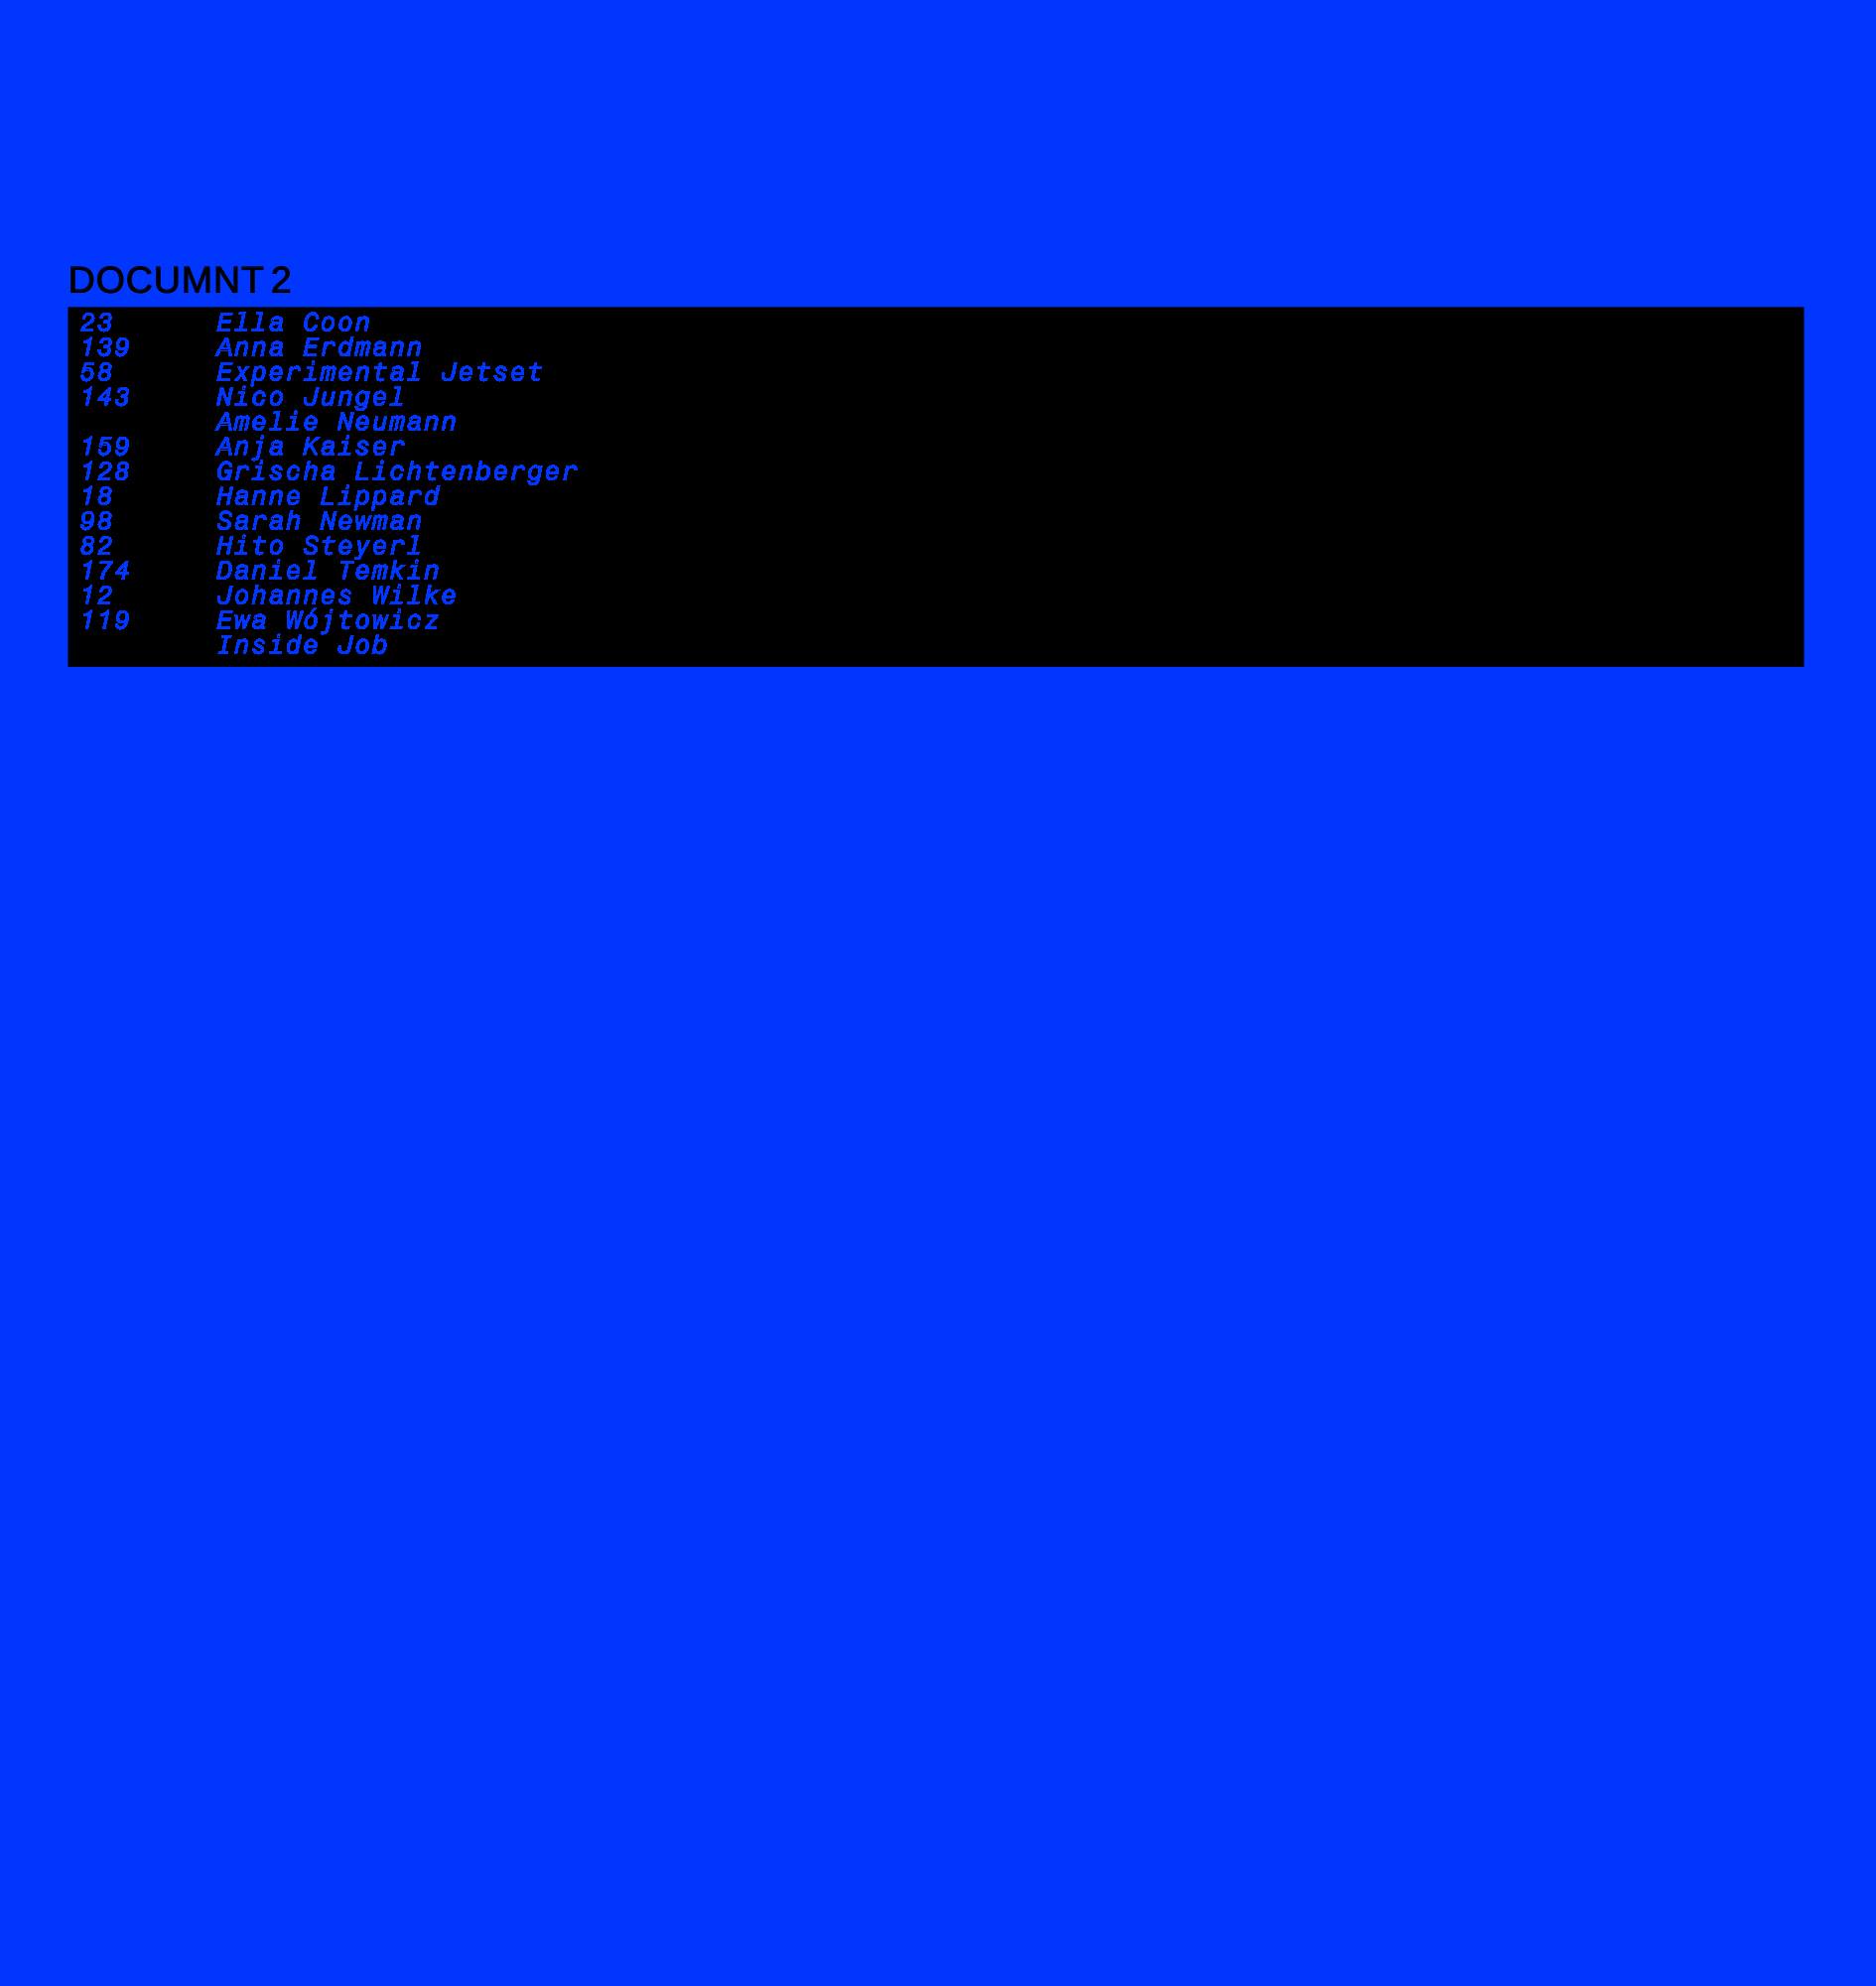 DOCUMNT 2
23 Ella Coon
139 Anna Erdmann
58 Experimental Jetset
143 Nico Jungel
Amelie Neumann
159 Anja Kaiser
128 Grischa Lichtenberger
18 Hanne Lippard
98 Sarah Newman
82 Hito Steyerl
174 Daniel Temkin
12 Johannes Wilke
119 Ewa Wójtowicz
Inside Job